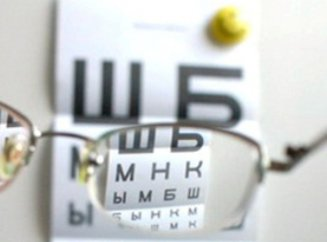 Ш Б
Ш Б
М Н К
Ы М Б Ш
Б Ы Н К М